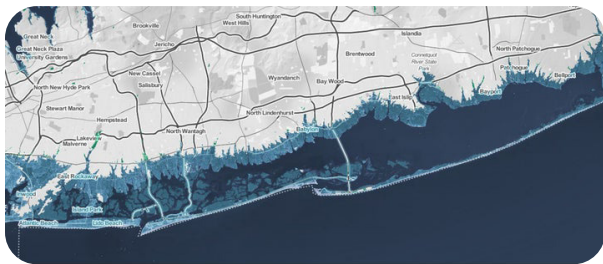 South Huntington
West Hills
Brookville
Islandia
Great Neck
Jericho
Great Neck Plaza
University Gardens
North Patchogue
Brentwood
Connetquot
River State
Park
Patchogue
New Cassel
Bellport
Wyandanch
Bay Wood
Salisbury
North New Hyde Park
Bayport
East Islip
Stewart Manor
North Lindenhurst
Hempstead
Babylon
North Wantagh
Lakeview
Malverne
East Rockaway
Inwood
Island Park
Atlantic Beach
Lido Beach